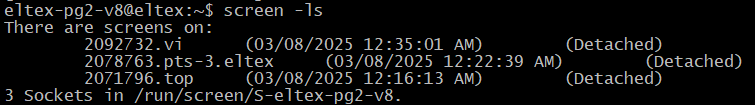 eltex-pg2-v8@eltex:~$ screen -ls
There are screens on:
2092732.vi (03/08/2025 12:35:01 AM) (Detached)
2078763.pts-3.eltex (03/08/2025 12:22:39 AM) (Detached)
2071796.top (03/08/2025 12:16:13 AM) (Detached)
3 Sockets in /run/screen/S-eltex-pg2-v8.